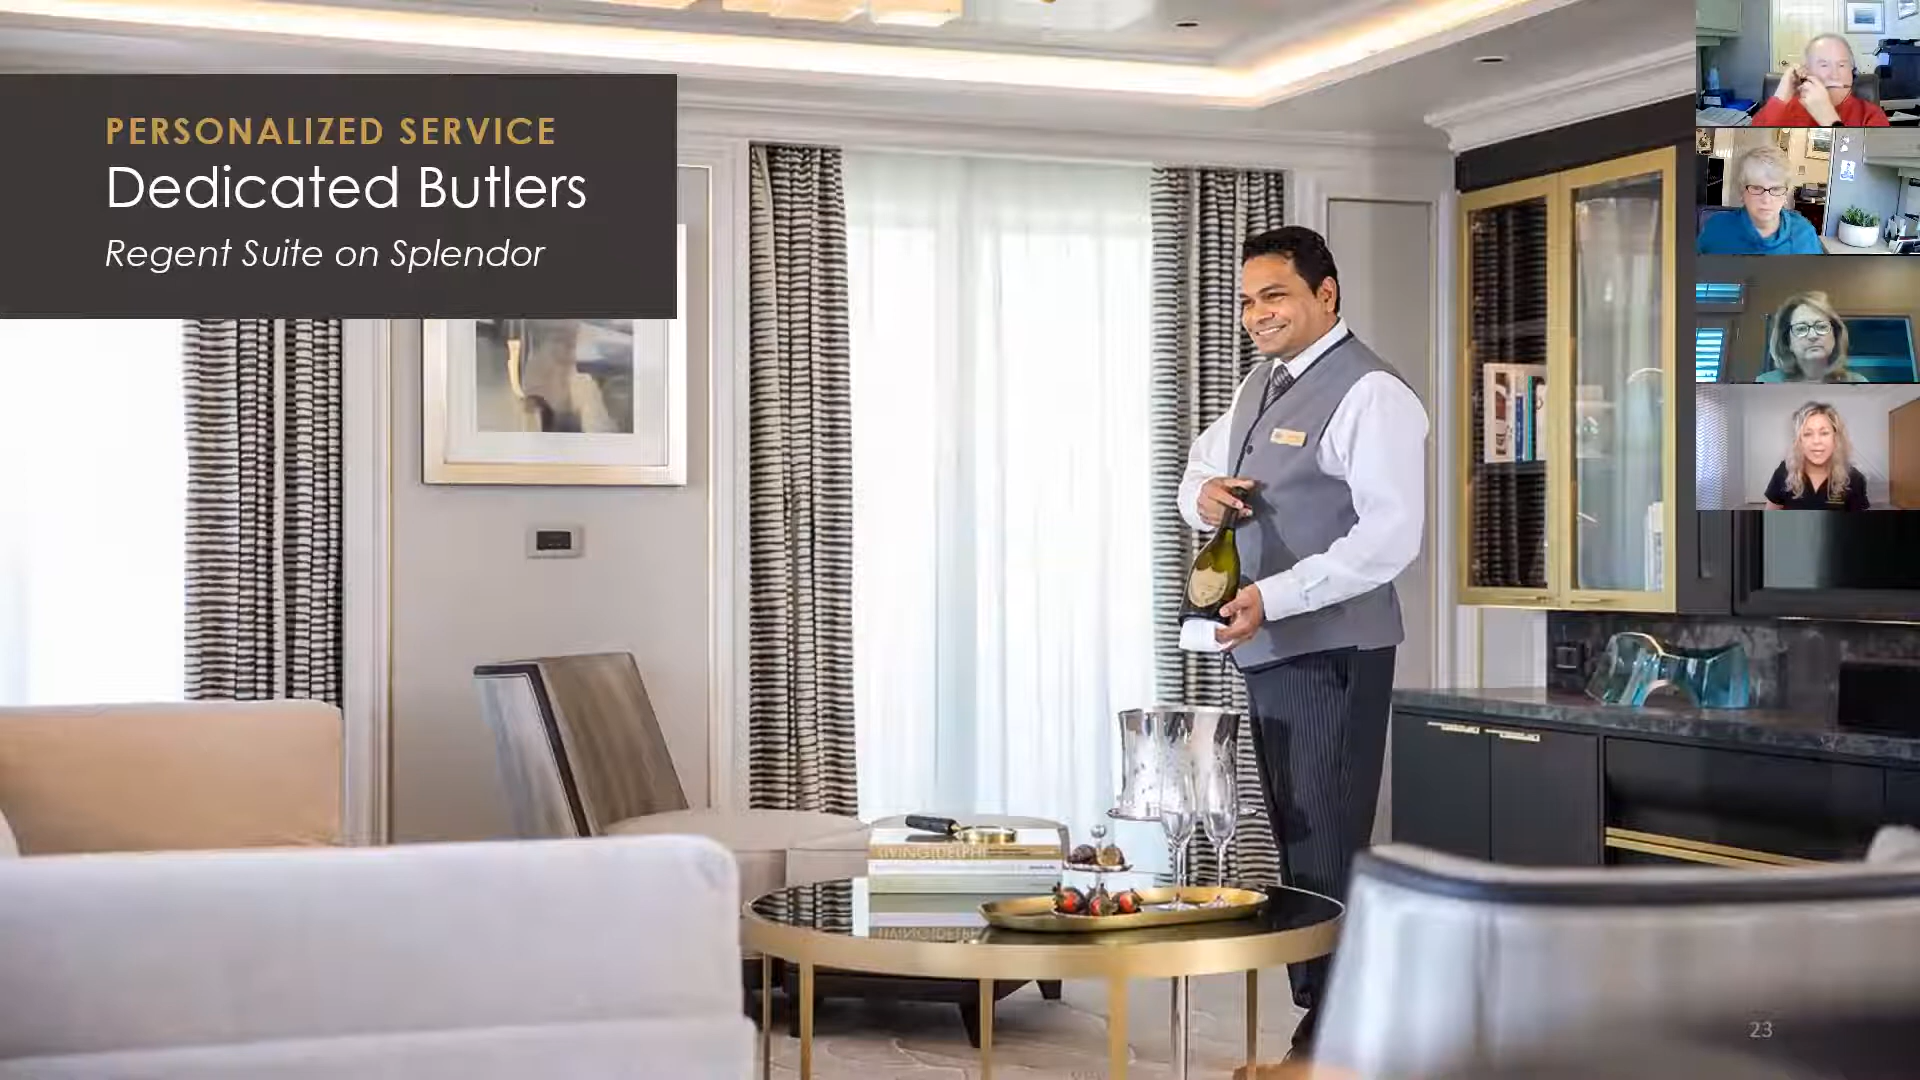 PERSONALIZED SERVICE
Dedicated Butlers
Regent Suite on Splendor
23